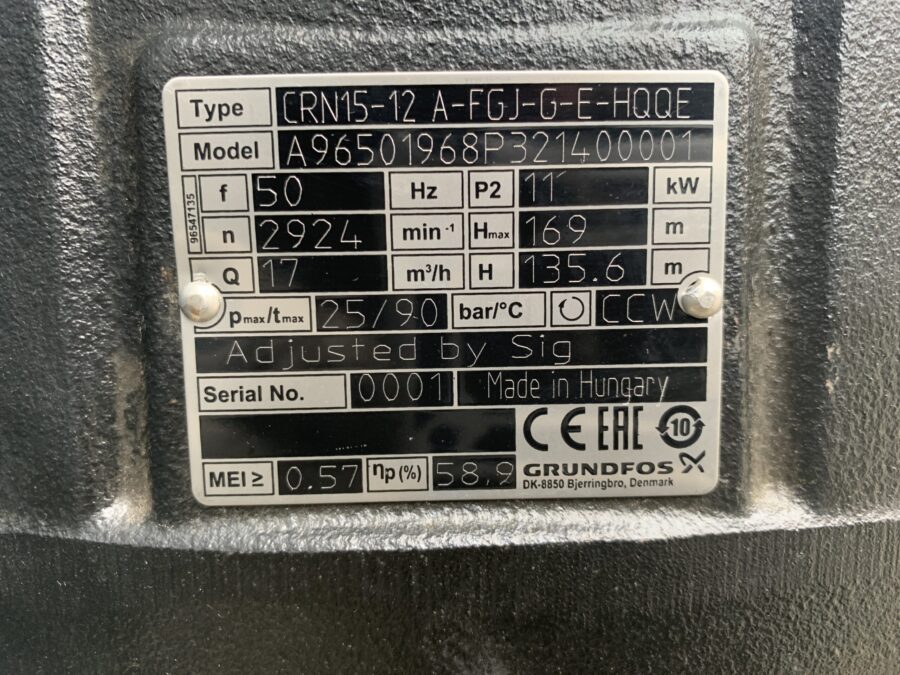 Type CRN15-12 A-FGJ-G-E-HQQE
Model A96501968P321400001
96547135
f 50 Hz P2 11 kW
n 2924 min⁻¹ Hmax 169 m
Q 17 m³/h H 135.6 m
pmax/tmax 25/90 bar/°C CCW
Adjusted by Sig
Serial No. 0001 Made in Hungary
CE EAC 10
MEI ≥ 0.57 ηp(%) 58,9 GRUNDFOS
DK-8850 Bjerringbro, Denmark